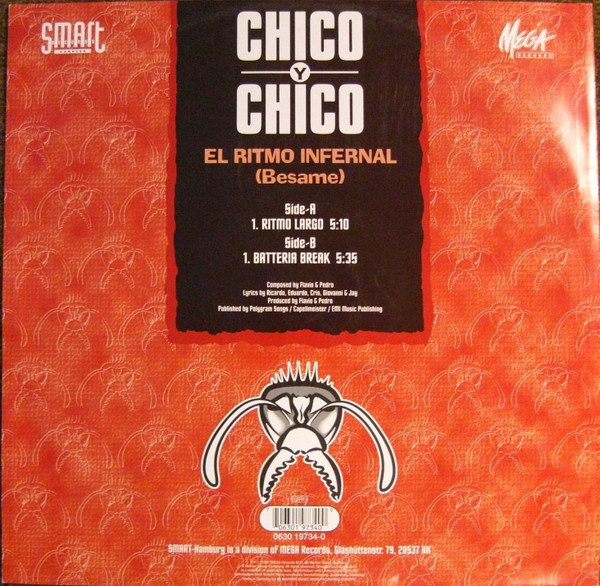 SMART
MEGA
RECORDS
CHICO
Y
CHICO
EL RITMO INFERNAL
(Besame)
Side-A
1. RITMO LARGO 5:10
Side-B
1. BATTERIA BREAK 5:35
Composed by Flavio & Pedro
Lyrics by Ricardo, Eduardo, Cris, Giovanni & Jay
Produced by Flavio & Pedro
Published by Polygram Songs / Capellmeister / EMI Music Publishing
0630 19734-0
SMART-Hamburg is a division of MEGA Records, Glashüttenstr. 79, 20537 HH